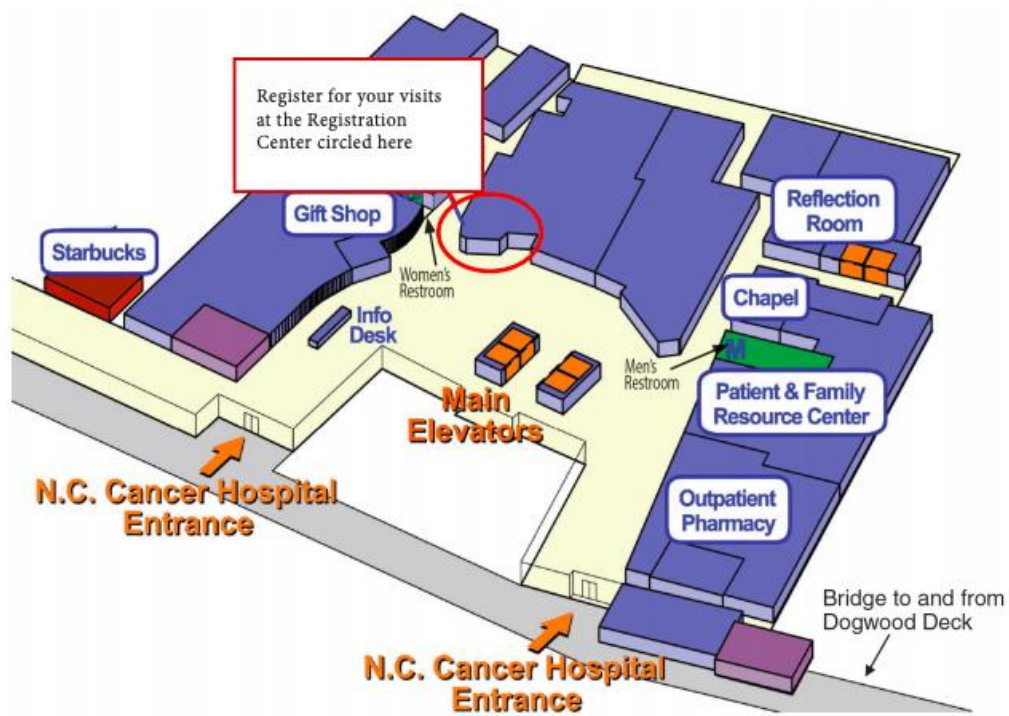 Register for your visits
at the Registration
Center circled here
Gift Shop
Reflection
Room
Starbucks
Women's
Restroom
Chapel
Info
Desk
Men's
Restroom
M
Main
Elevators
Patient & Family
Resource Center
N.C. Cancer Hospital
Entrance
Outpatient
Pharmacy
Bridge to and from
Dogwood Deck
N.C. Cancer Hospital
Entrance